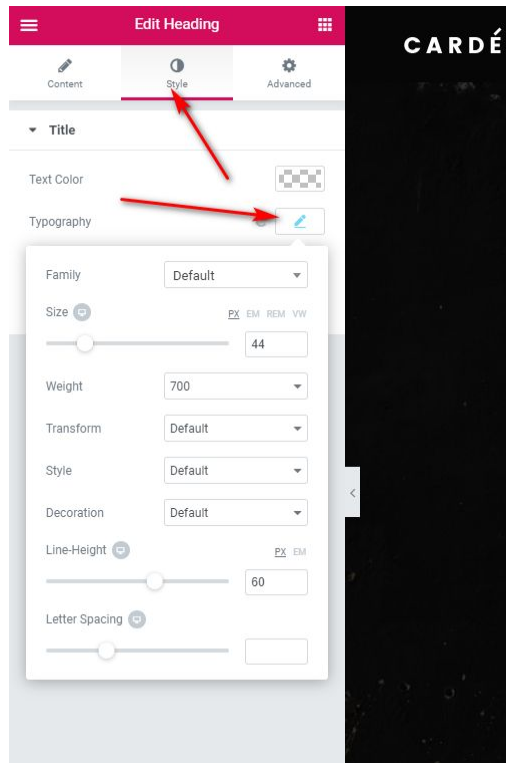 Edit Heading
CARDÉ
Content Style Advanced
Title
Text Color
Typography
Family Default
Size PX EM REM VW
44
Weight 700
Transform Default
Style Default
Decoration Default
Line-Height PX EM
60
Letter Spacing